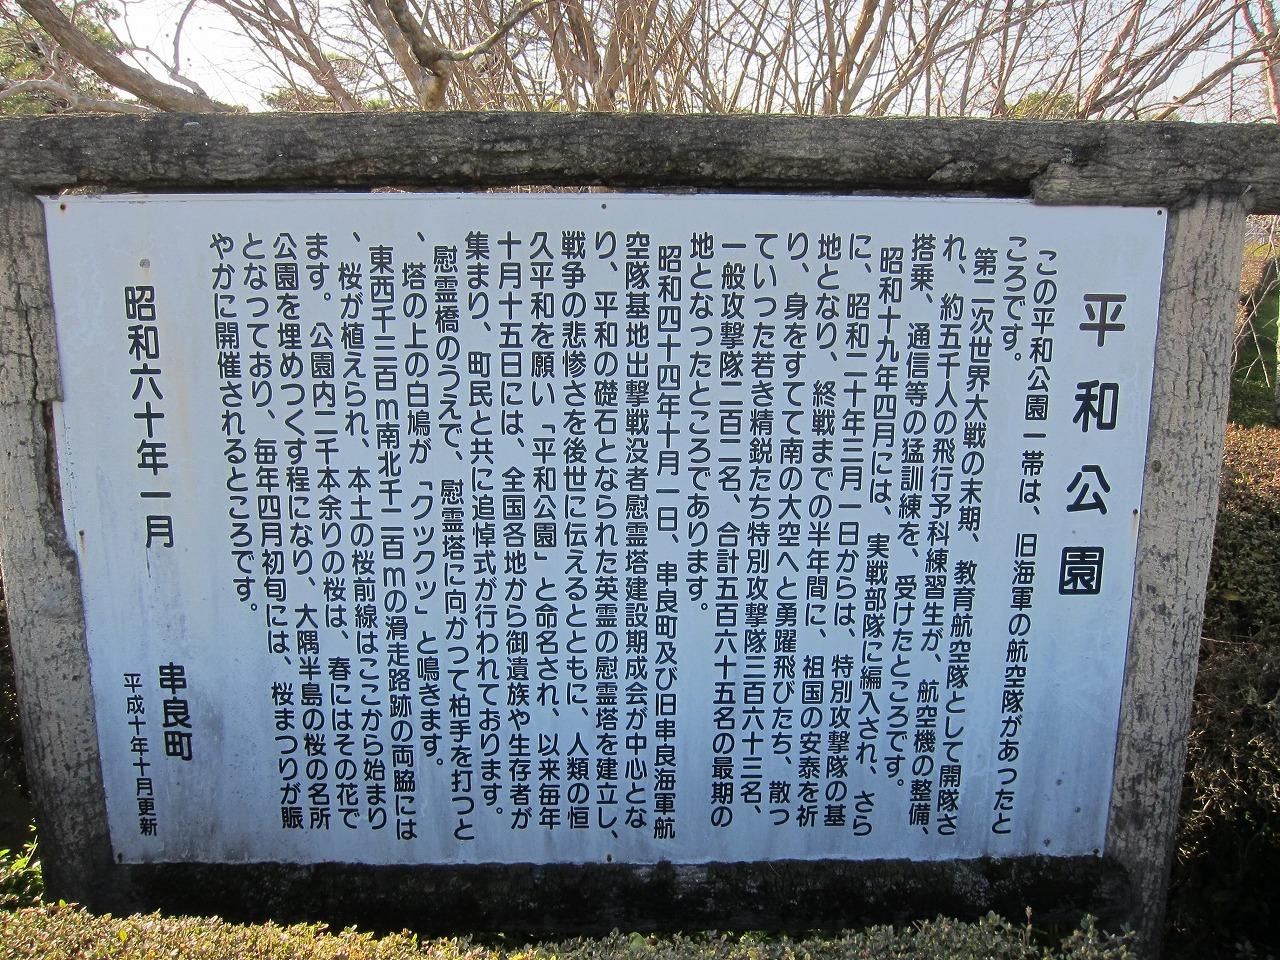 平和公園
この平和公園一帯は、旧海軍の航空隊があったと
ころです。
第二次世界大戦の末期、教育航空隊として開隊さ
れ、約五千人の飛行予科練習生が、航空機の整備、
搭乗、通信等の猛訓練を、受けたところです。
昭和十九年四月には、実戦部隊に編入され、さら
に、昭和二十年三月一日からは、特別攻撃隊の基
地となり、終戦までの半年間に、祖国の安泰を祈
り、身をすてて南の大空へと勇躍飛びたち、散っ
ていった若き精鋭たち特別攻撃隊三百六十三名、
一般攻撃隊二百二名、合計五百六十五名の最期の
地となったところであります。
昭和四十四年十月一日、串良町及び旧串良海軍航
空隊基地出撃戦没者慰霊塔建設期成会が中心とな
り、平和の礎石となられた英霊の慰霊塔を建立し、
戦争の悲惨さを後世に伝えるとともに、人類の恒
久平和を願い「平和公園」と命名され、以来毎年
十月十五日には、全国各地から御遺族や生存者が
集まり、町民と共に追悼式が行われております。
慰霊橋のうえで、慰霊塔に向かって柏手を打つと
、塔の上の白鳩が「クックッ」と鳴きます。
東西千三百m南北千二百mの滑走路跡の両脇には
、桜が植えられ、本土の桜前線はここから始まり
ます。公園内二千本余りの桜は、春にはその花で
公園を埋めつくす程になり、大隅半島の桜の名所
となっており、毎年四月初旬には、桜まつりが賑
やかに開催されるところです。
昭和六十年一月 串良町
平成十年十月更新